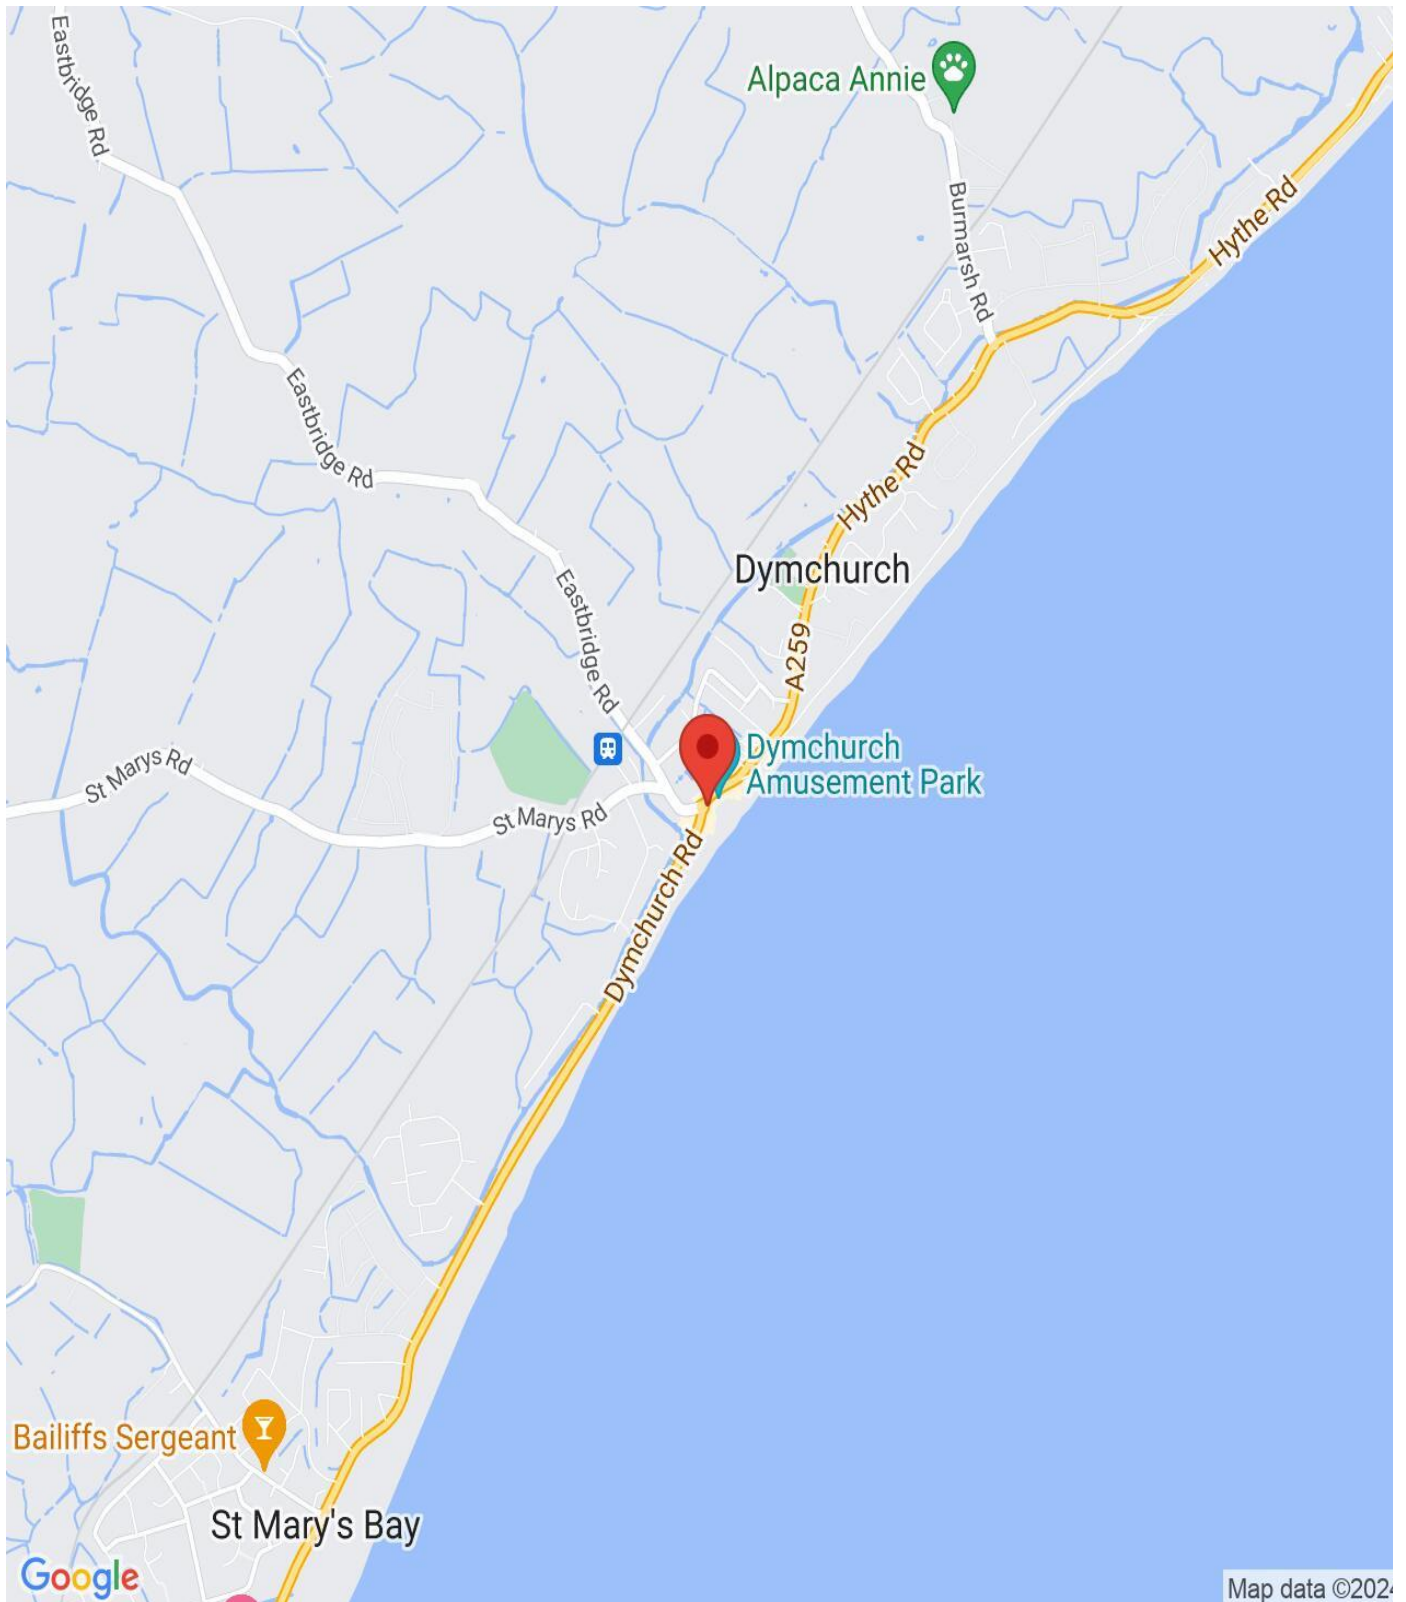 Eastbridge Rd
Alpaca Annie
Burmarsh Rd
Hythe Rd
Eastbridge Rd
Hythe Rd
Dymchurch
Eastbridge Rd
A259
St Marys Rd
Dymchurch
Amusement Park
St Marys Rd
Dymchurch Rd
Bailiffs Sergeant
St Mary's Bay
Google
Map data ©2024